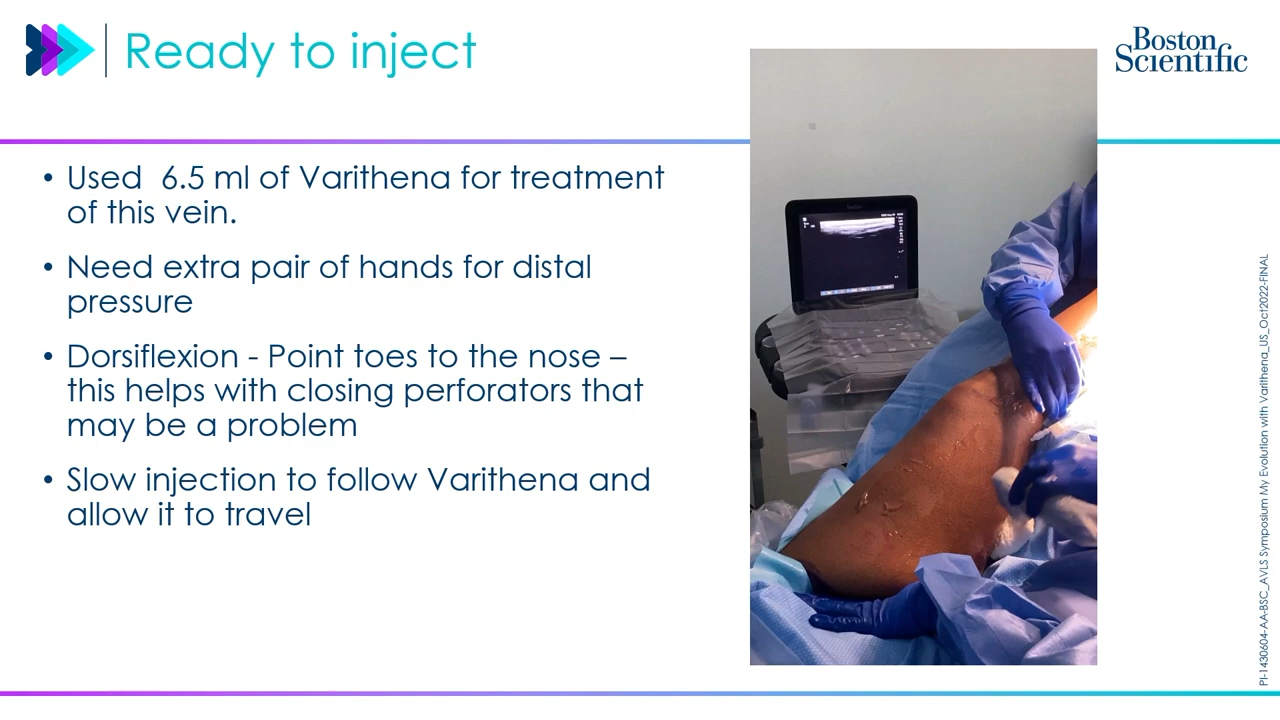 Ready to inject
Boston
Scientific
• Used  6.5 ml of Varithena for treatment
of this vein.
• Need extra pair of hands for distal
pressure
• Dorsiflexion - Point toes to the nose –
this helps with closing perforators that
may be a problem
• Slow injection to follow Varithena and
allow it to travel
PI-1430604-AA-BSC_AVLS Symposium My Evolution with Varithena_US_Oct2022-FINAL